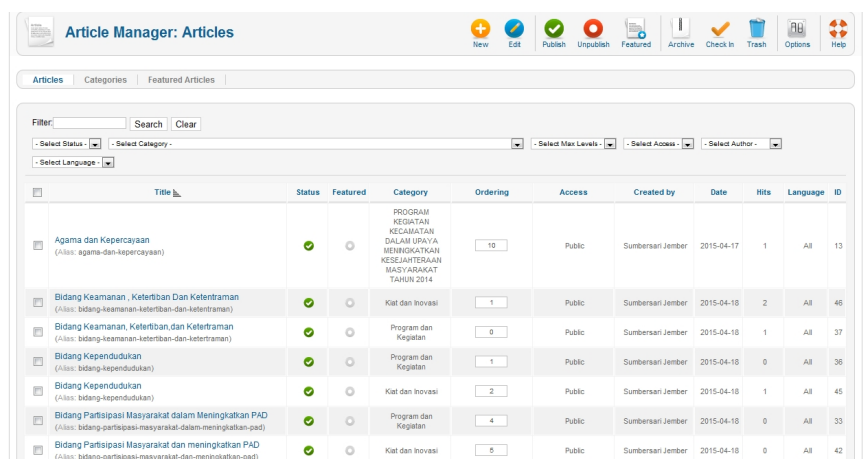 Article Manager: Articles
New Edit Publish Unpublish Featured Archive Check In Trash Options Help
Articles Categories Featured Articles
Filter: Search Clear
- Select Status - - Select Category - - Select Max Levels - - Select Access - - Select Author -
- Select Language -
Title Status Featured Category Ordering Access Created by Date Hits Language ID
Agama dan Kepercayaan
(Alias: agama-dan-kepercayaan)
PROGRAM
KEGIATAN
KECAMATAN
DALAM UPAYA
MENINGKATKAN
KESEJAHTERAAN
MASYARAKAT
TAHUN 2014
10 Public Sumbersari Jember 2015-04-17 1 All 13
Bidang Keamanan , Ketertiban Dan Ketentraman
(Alias: bidang-keamanan-ketertiban-dan-ketentraman)
Kiat dan Inovasi 1 Public Sumbersari Jember 2015-04-18 2 All 46
Bidang Keamanan, Ketertiban,dan Ketertraman
(Alias: bidang-keamanan-ketertiban-dan-ketertraman)
Program dan
Kegiatan
0 Public Sumbersari Jember 2015-04-18 1 All 37
Bidang Kependudukan
(Alias: bidang-kependudukan)
Program dan
Kegiatan
1 Public Sumbersari Jember 2015-04-18 0 All 36
Bidang Kependudukan
(Alias: bidang-kependudukan)
Kiat dan Inovasi 2 Public Sumbersari Jember 2015-04-18 1 All 45
Bidang Partisipasi Masyarakat dalam Meningkatkan PAD
(Alias: bidang-partisipasi-masyarakat-dalam-meningkatkan-pad)
Program dan
Kegiatan
4 Public Sumbersari Jember 2015-04-18 0 All 33
Bidang Partisipasi Masyarakat dan meningkatkan PAD
(Alias: bidang-partisipasi-masyarakat-dan-meningkatkan-pad)
Kiat dan Inovasi 5 Public Sumbersari Jember 2015-04-18 0 All 42